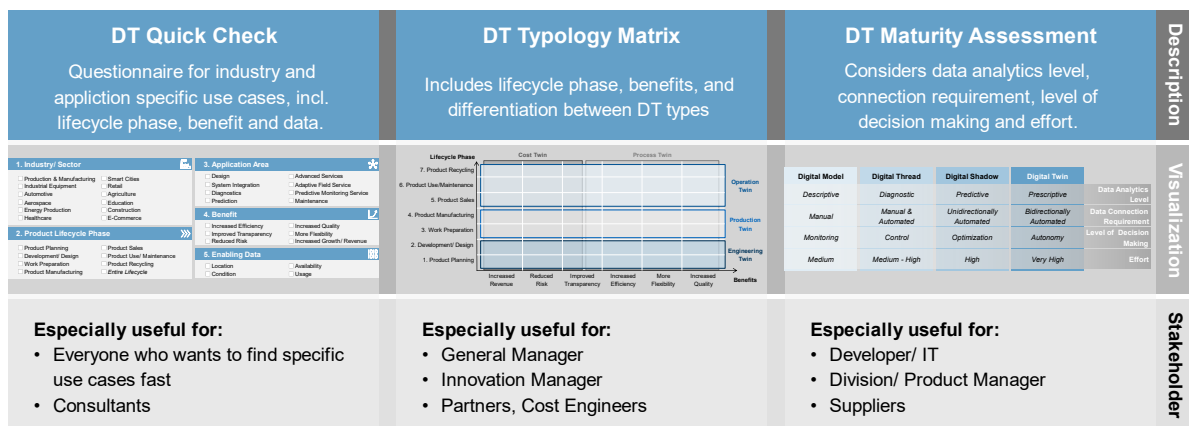 DT Quick Check
Questionnaire for industry and
appliction specific use cases, incl.
lifecycle phase, benefit and data.
DT Typology Matrix
Includes lifecycle phase, benefits, and
differentiation between DT types
DT Maturity Assessment
Considers data analytics level,
connection requirement, level of
decision making and effort.
Description
1. Industry/ Sector
Production & Manufacturing
Industrial Equipment
Automotive
Aerospace
Energy Production
Healthcare
Smart Cities
Retail
Agriculture
Education
Construction
E-Commerce
2. Product Lifecycle Phase
Product Planning
Development/ Design
Work Preparation
Product Manufacturing
Product Sales
Product Use/ Maintenance
Product Recycling
Entire Lifecycle
3. Application Area
Design
System Integration
Diagnostics
Prediction
Advanced Services
Adaptive Field Service
Predictive Monitoring Service
Maintenance
4. Benefit
Increased Efficiency
Improved Transparency
Reduced Risk
Increased Quality
More Flexibility
Increased Growth/ Revenue
5. Enabling Data
Location
Condition
Availability
Usage
Lifecycle Phase
Cost Twin
Process Twin
7. Product Recycling
6. Product Use/Maintenance
5. Product Sales
4. Product Manufacturing
3. Work Preparation
2. Development/ Design
1. Product Planning
Operation
Twin
Production
Twin
Engineering
Twin
Increased
Revenue
Reduced
Risk
Improved
Transparency
Increased
Efficiency
More
Flexibility
Increased
Quality
Benefits
Digital Model
Digital Thread
Digital Shadow
Digital Twin
Descriptive
Diagnostic
Predictive
Prescriptive
Data Analytics
Level
Manual
Manual &
Automated
Unidirectionally
Automated
Bidirectionally
Automated
Data Connection
Requirement
Monitoring
Control
Optimization
Autonomy
Level of Decision
Making
Medium
Medium - High
High
Very High
Effort
Visualization
Especially useful for:
• Everyone who wants to find specific
use cases fast
• Consultants
Especially useful for:
• General Manager
• Innovation Manager
• Partners, Cost Engineers
Especially useful for:
• Developer/ IT
• Division/ Product Manager
• Suppliers
Stakeholder